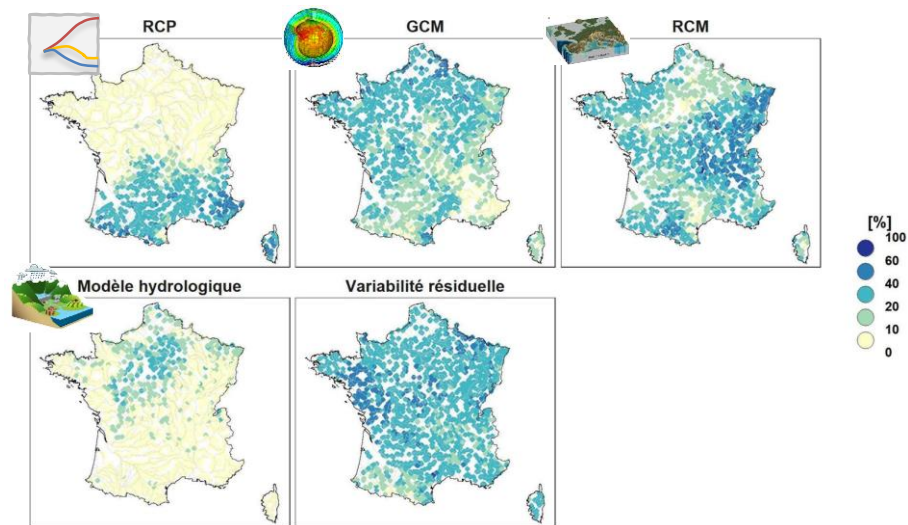 RCP
GCM
RCM
[%]
100
60
40
20
10
0
Modèle hydrologique
Variabilité résiduelle